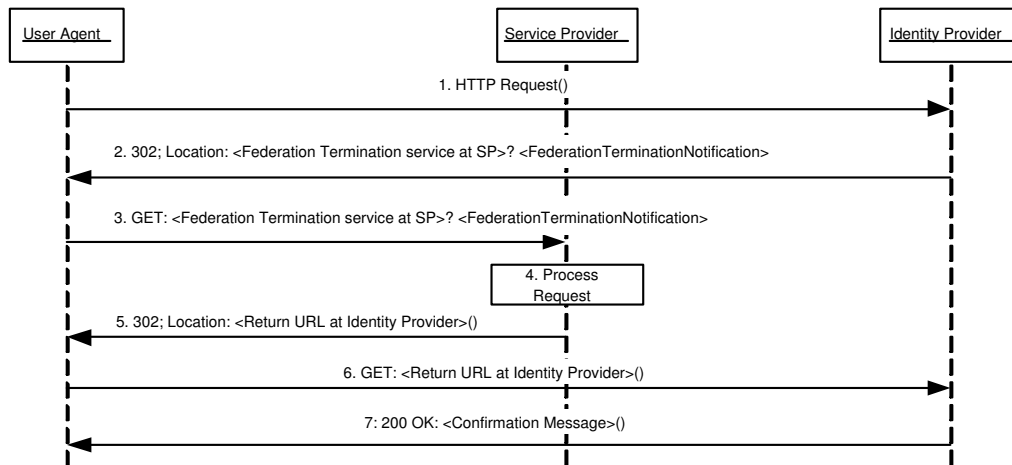 User Agent
Service Provider
Identity Provider
1. HTTP Request()
2. 302; Location: <Federation Termination service at SP>? <FederationTerminationNotification>
3. GET: <Federation Termination service at SP>? <FederationTerminationNotification>
4. Process
Request
5. 302; Location: <Return URL at Identity Provider>()
6. GET: <Return URL at Identity Provider>()
7: 200 OK: <Confirmation Message>()